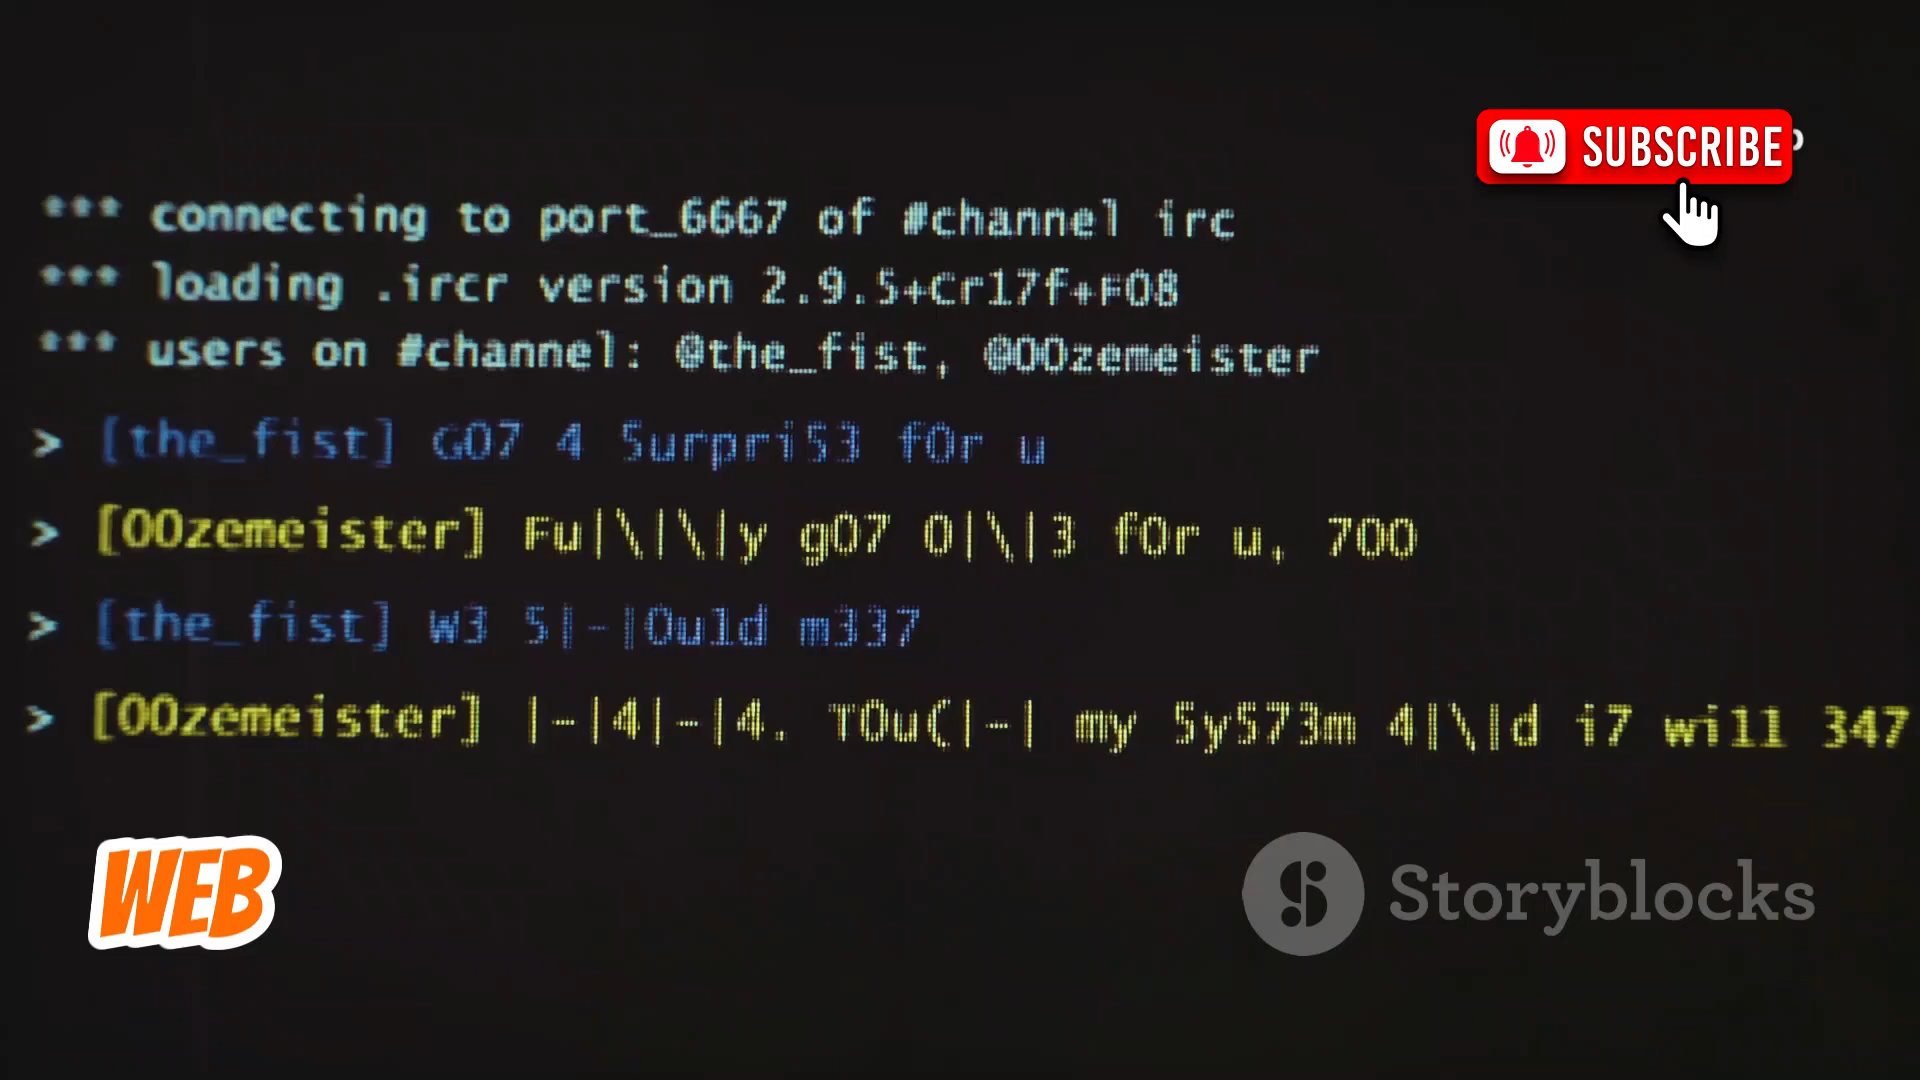 SUBSCRIBE
*** connecting to port_6667 of #channel irc
*** loading .ircr version 2.9.5+Cr17f+F08
*** users on #channel: @the_fist, @00zemeister
> [the_fist] G07 4 5urpri53 f0r u
> [00zemeister] Fu|\|\|y g07 0|\|3 f0r u, 700
> [the_fist] W3 5|-|0u1d m337
> [00zemeister] |-|4|-|4. T0u(|-| my 5y573m 4|\|d i7 will 347
WEB
Storyblocks